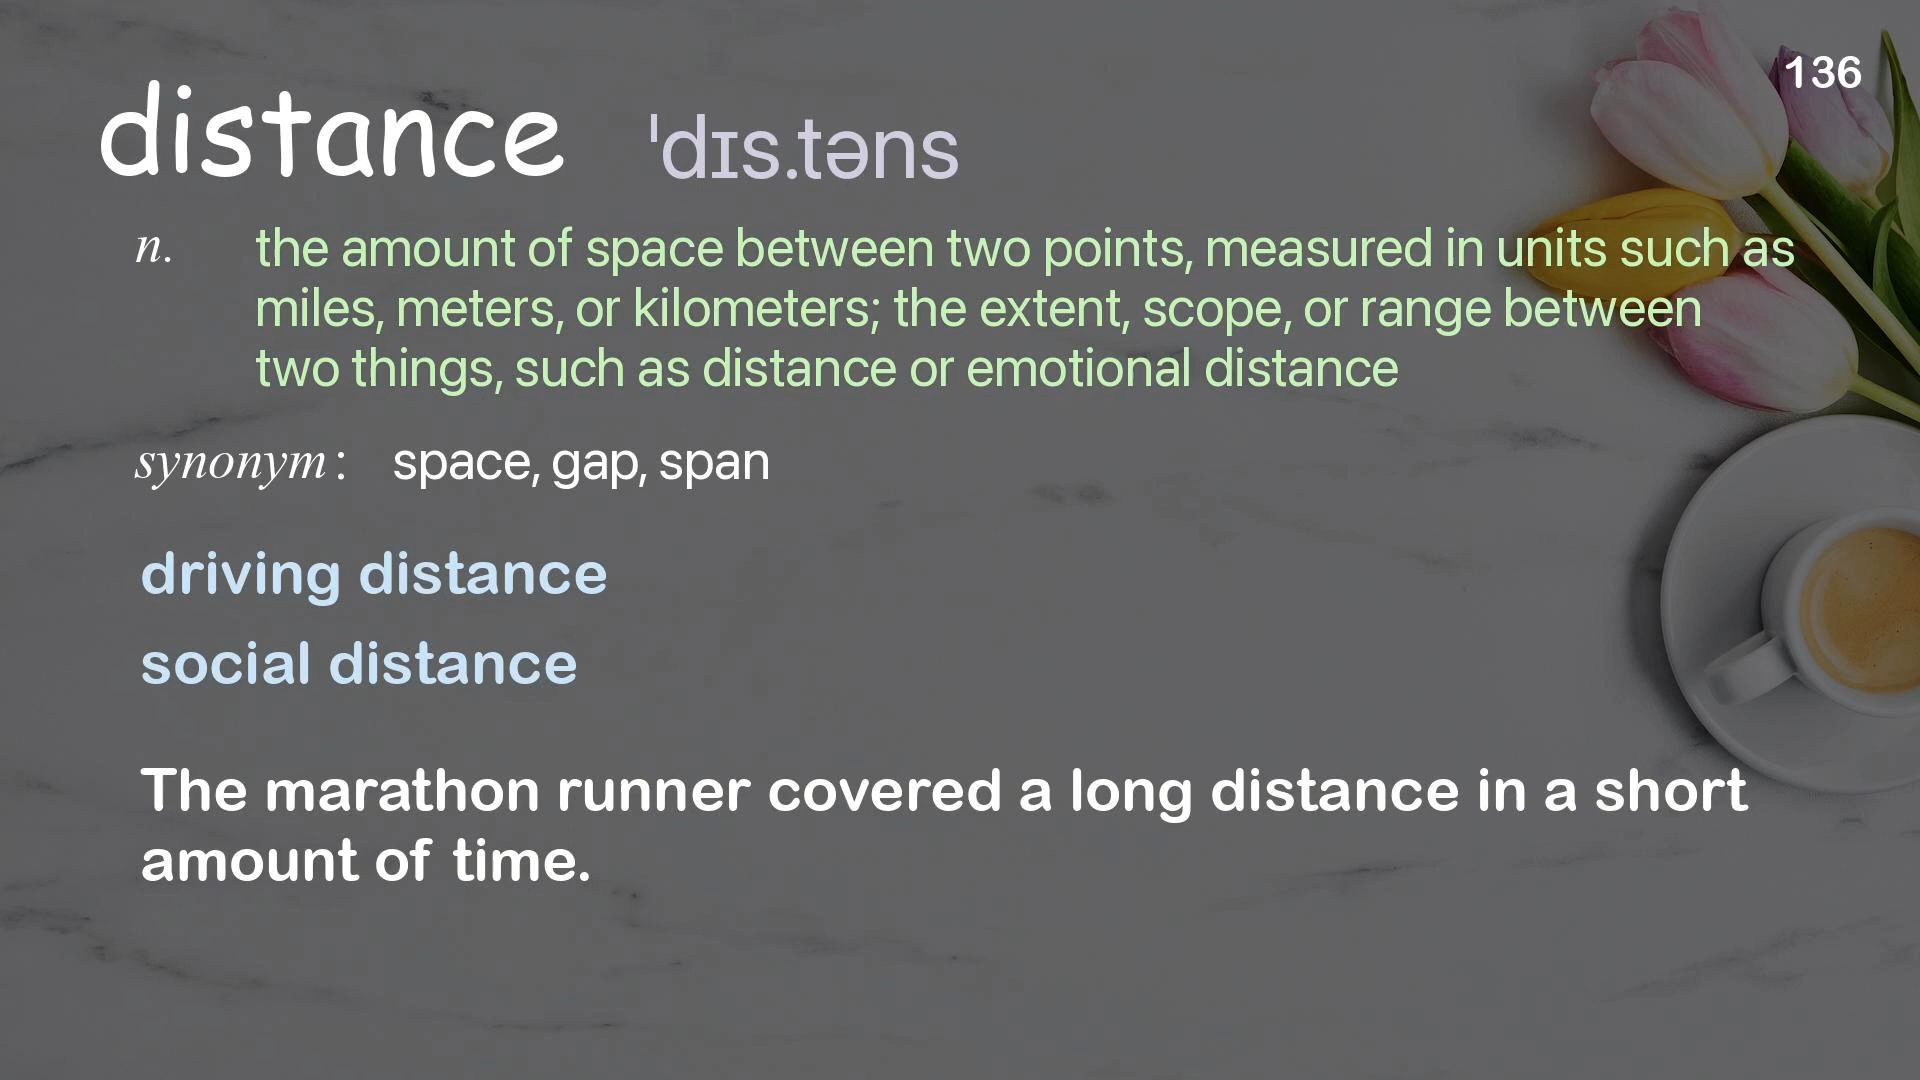 136
distance ˈdɪs.təns
n. the amount of space between two points, measured in units such as
miles, meters, or kilometers; the extent, scope, or range between
two things, such as distance or emotional distance
synonym: space, gap, span
driving distance
social distance
The marathon runner covered a long distance in a short
amount of time.